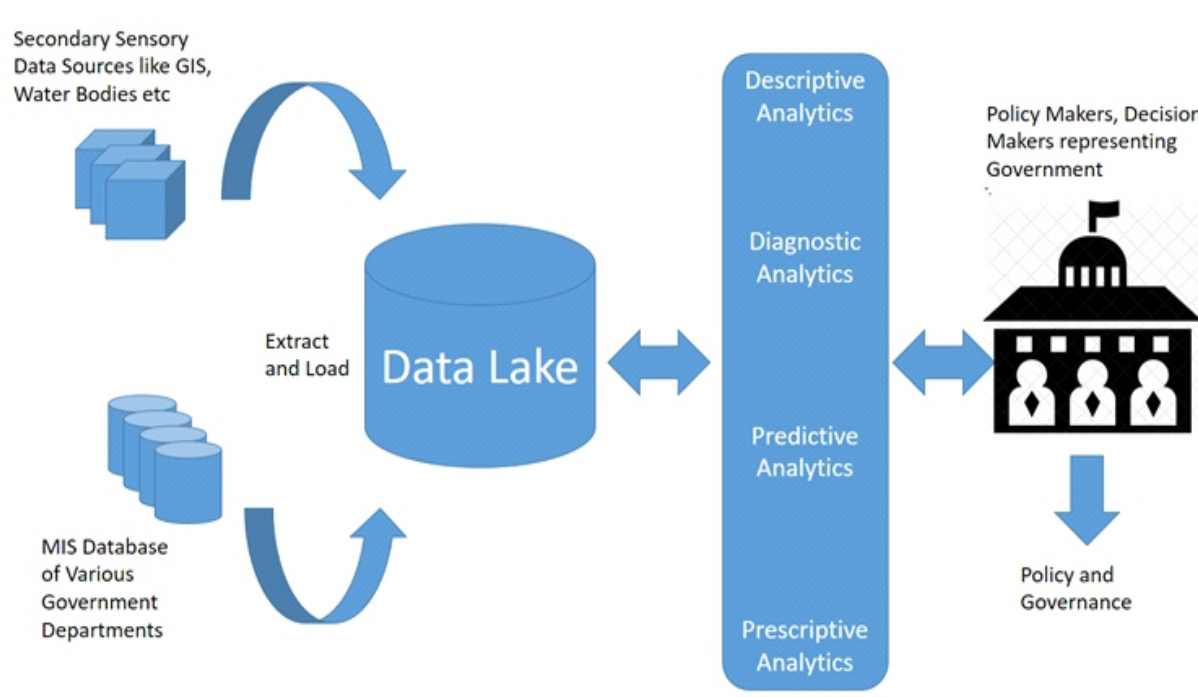 Secondary Sensory
Data Sources like GIS,
Water Bodies etc
Extract
and Load
Data Lake
MIS Database
of Various
Government
Departments
Descriptive
Analytics
Diagnostic
Analytics
Predictive
Analytics
Prescriptive
Analytics
Policy Makers, Decision
Makers representing
Government
Policy and
Governance